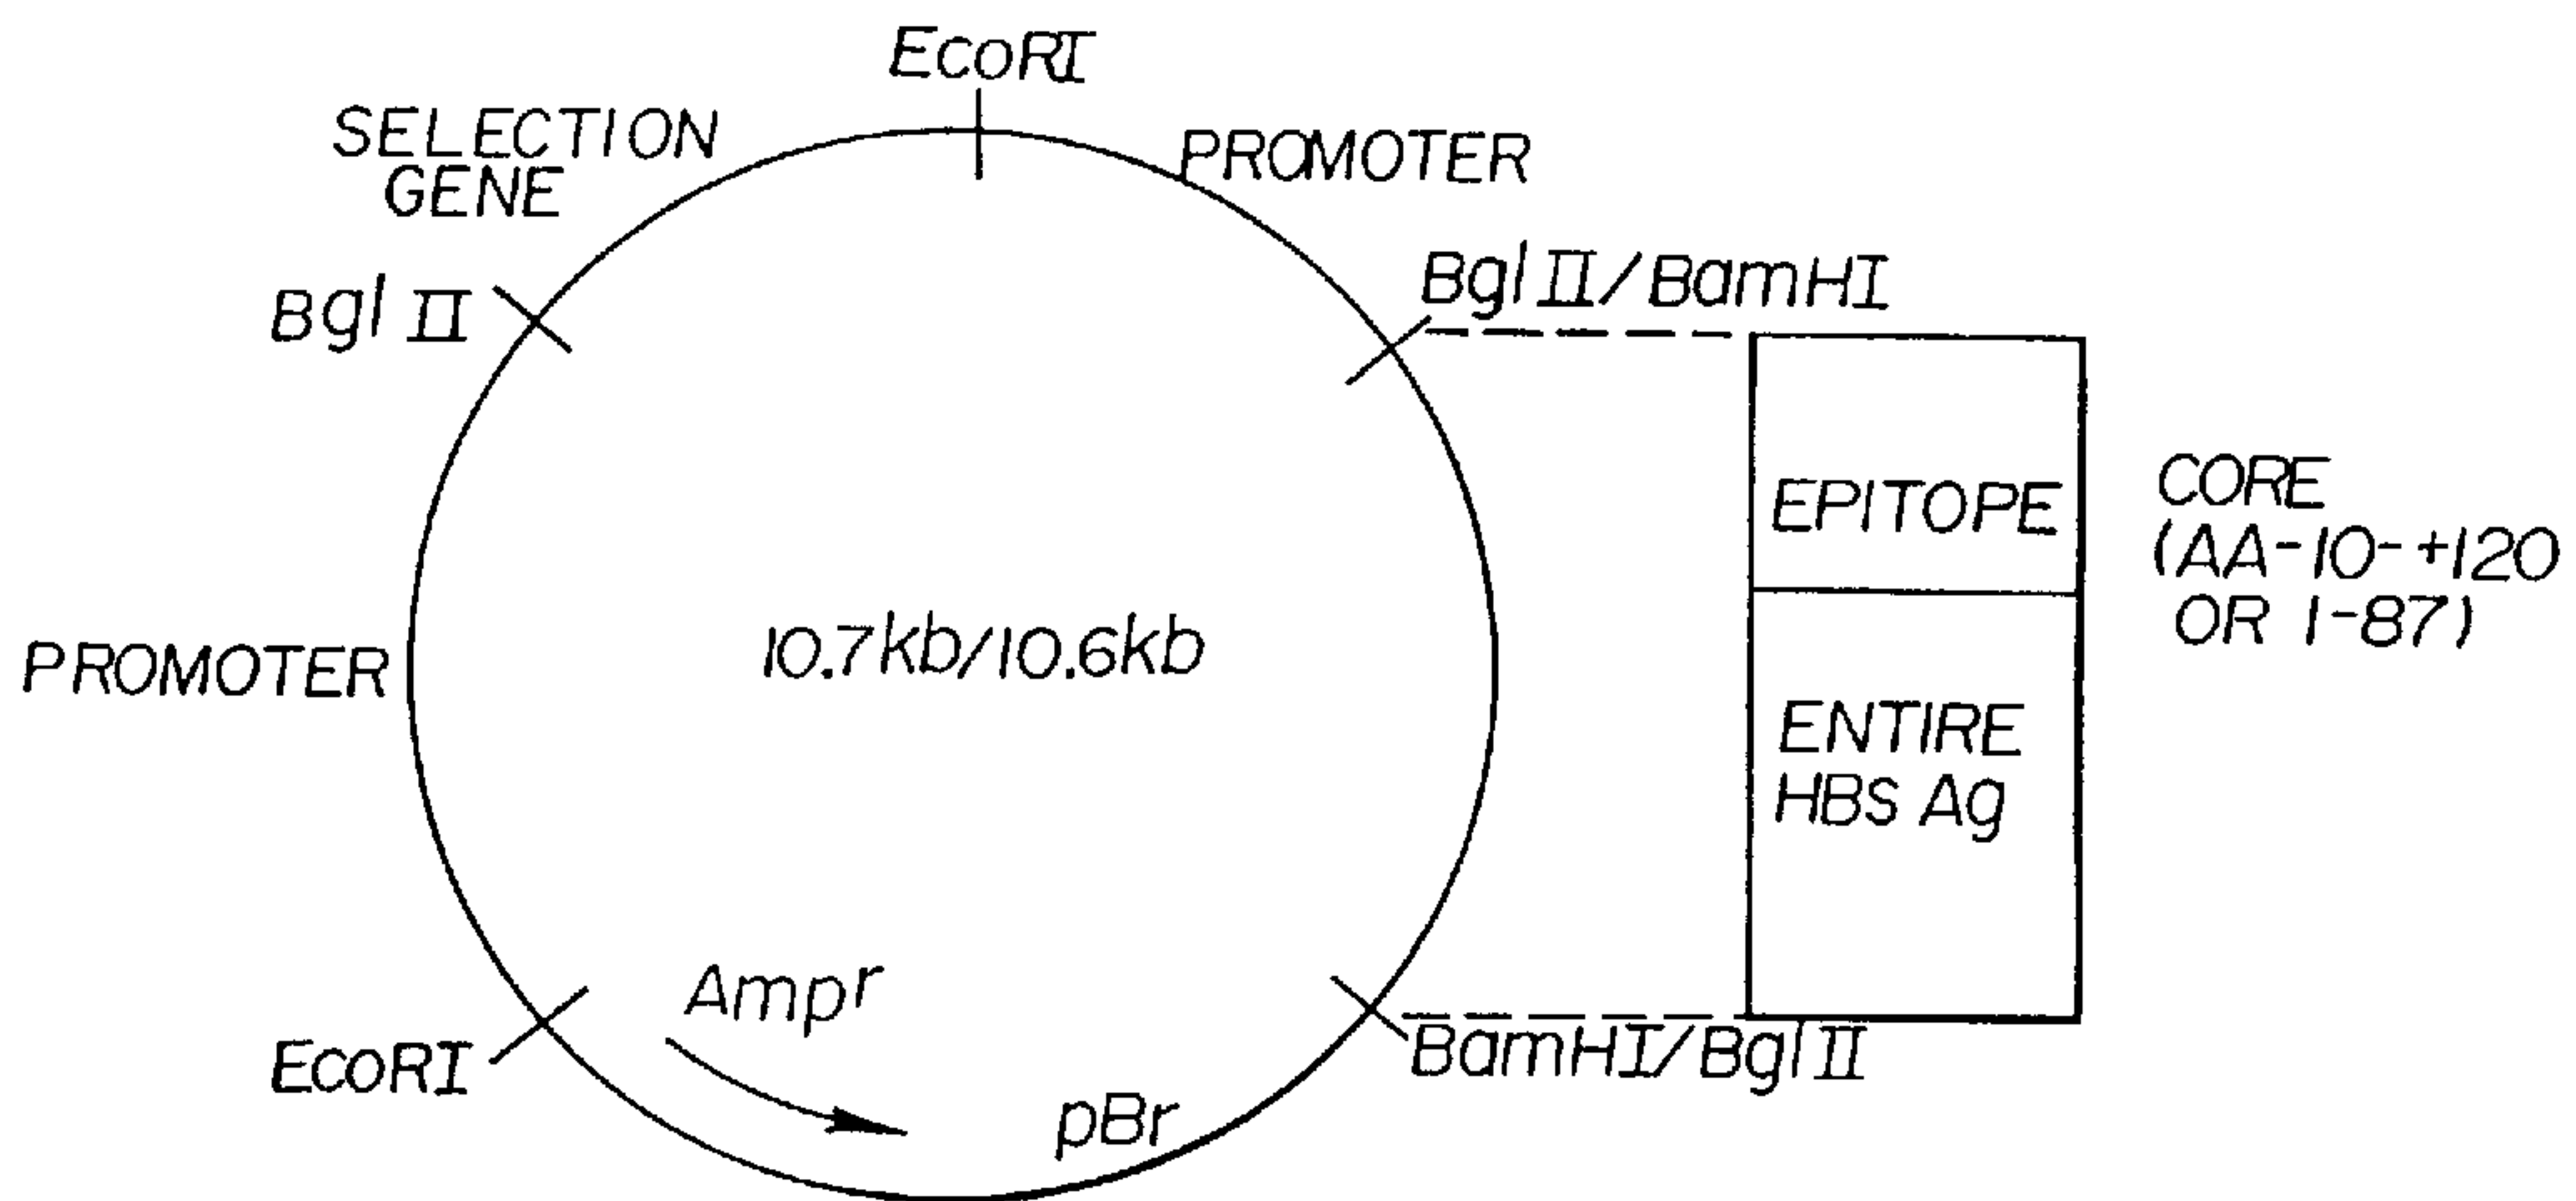 EcoRI
SELECTION
GENE
PROMOTER
Bgl II
Bgl II/BamHI
EPITOPE
CORE
(AA-10-+120
OR 1-87)
PROMOTER
10.7kb/10.6kb
ENTIRE
HBs Ag
Ampr
EcoRI
BamHI/Bgl II
pBr